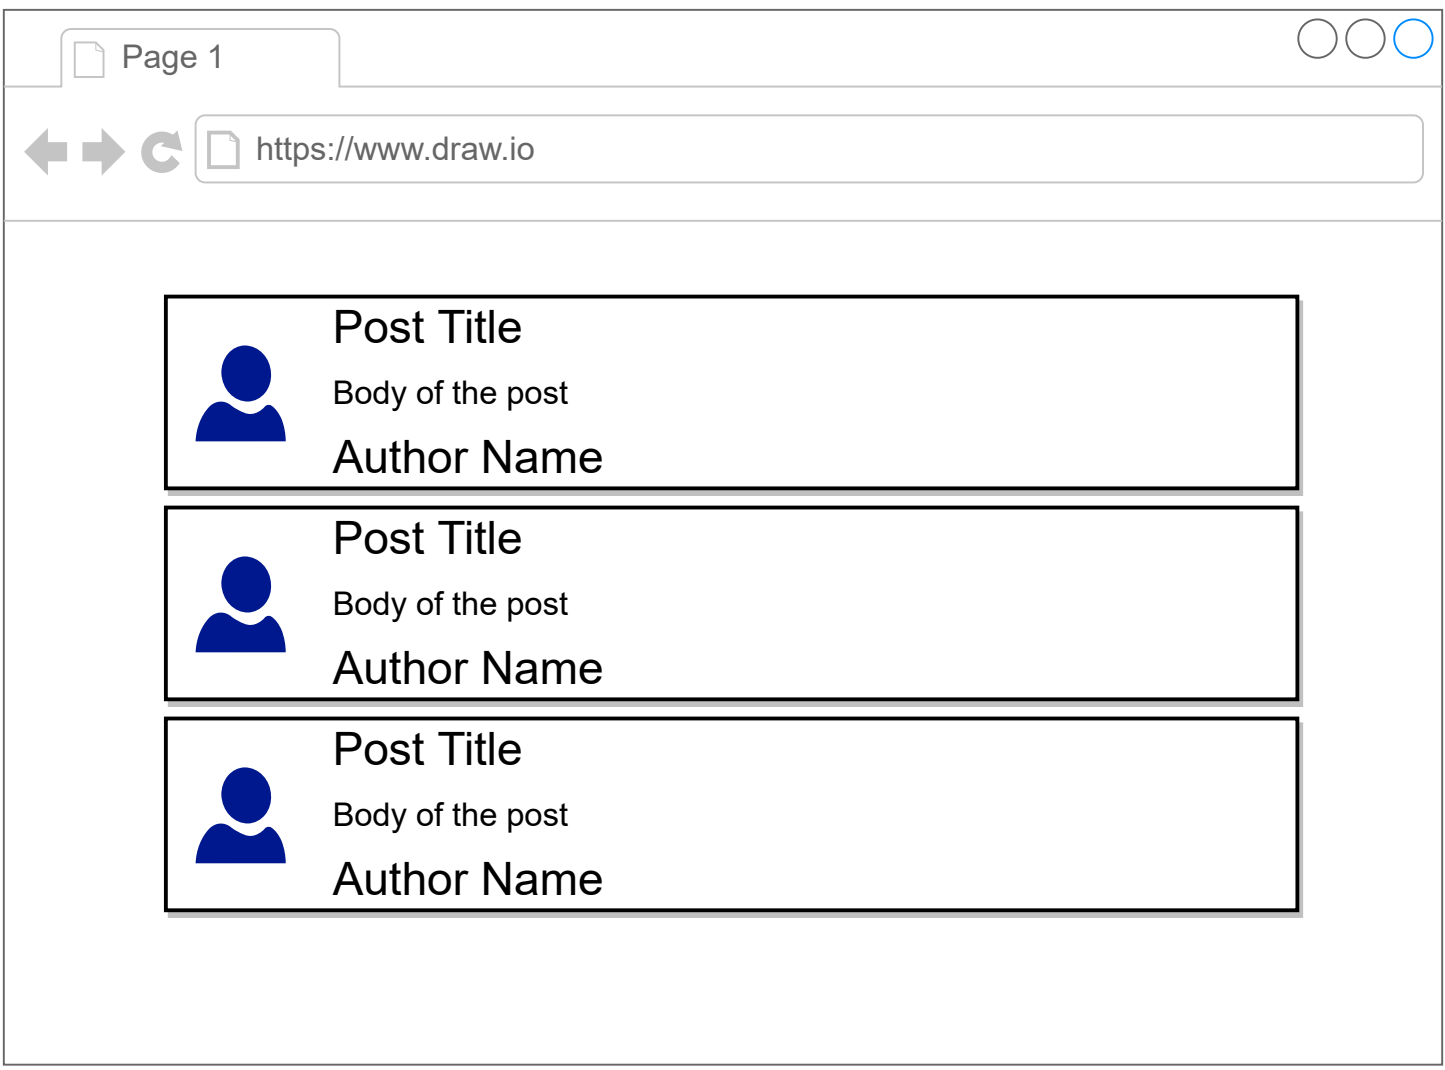 Page 1
https://www.draw.io
Post Title
Body of the post
Author Name
Post Title
Body of the post
Author Name
Post Title
Body of the post
Author Name